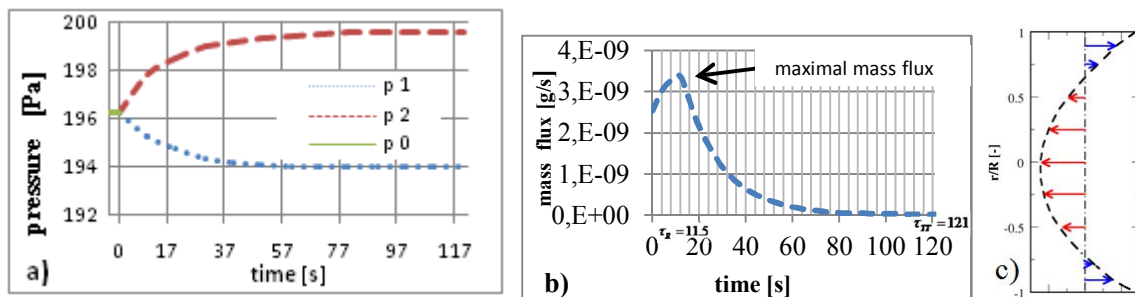 200
198
196
194
192
pressure [Pa]
p 1
p 2
p 0
0 17 37 57 77 97 117
time [s]
a)
4,E-09
3,E-09
2,E-09
1,E-09
0,E+00
mass flux [g/s]
maximal mass flux
τR =11.5
τTT =121
0 20 40 60 80 100 120
time [s]
b)
1
0.5
0
-0.5
-1
r/R [-]
c)